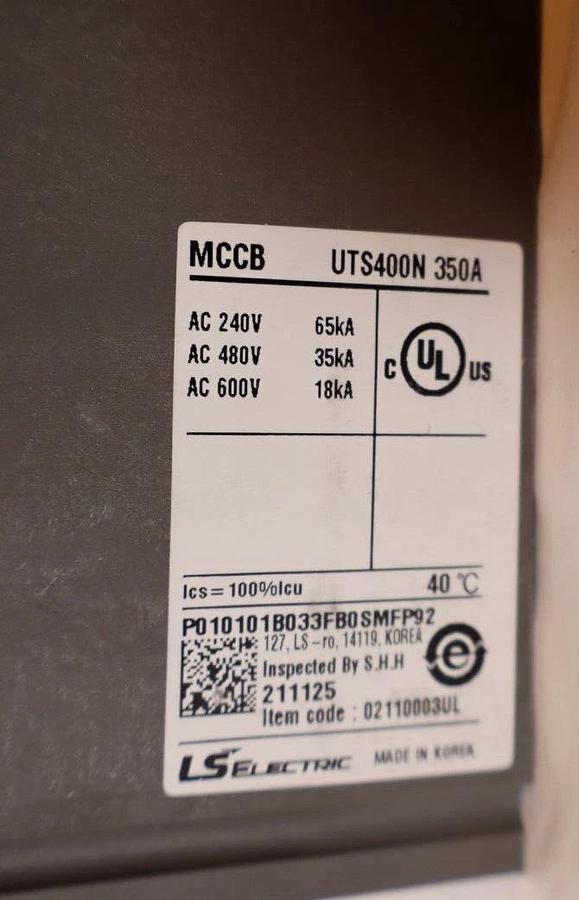 MCCB UTS400N 350A
AC 240V 65kA
AC 480V 35kA
AC 600V 18kA
C UL US
Ics=100%Icu 40 ℃
P010101B033FB0SMFP92
127, LS-ro, 14119, KOREA
Inspected By S.H.H
211125
Item code : 02110003UL
e
LS ELECTRIC MADE IN KOREA